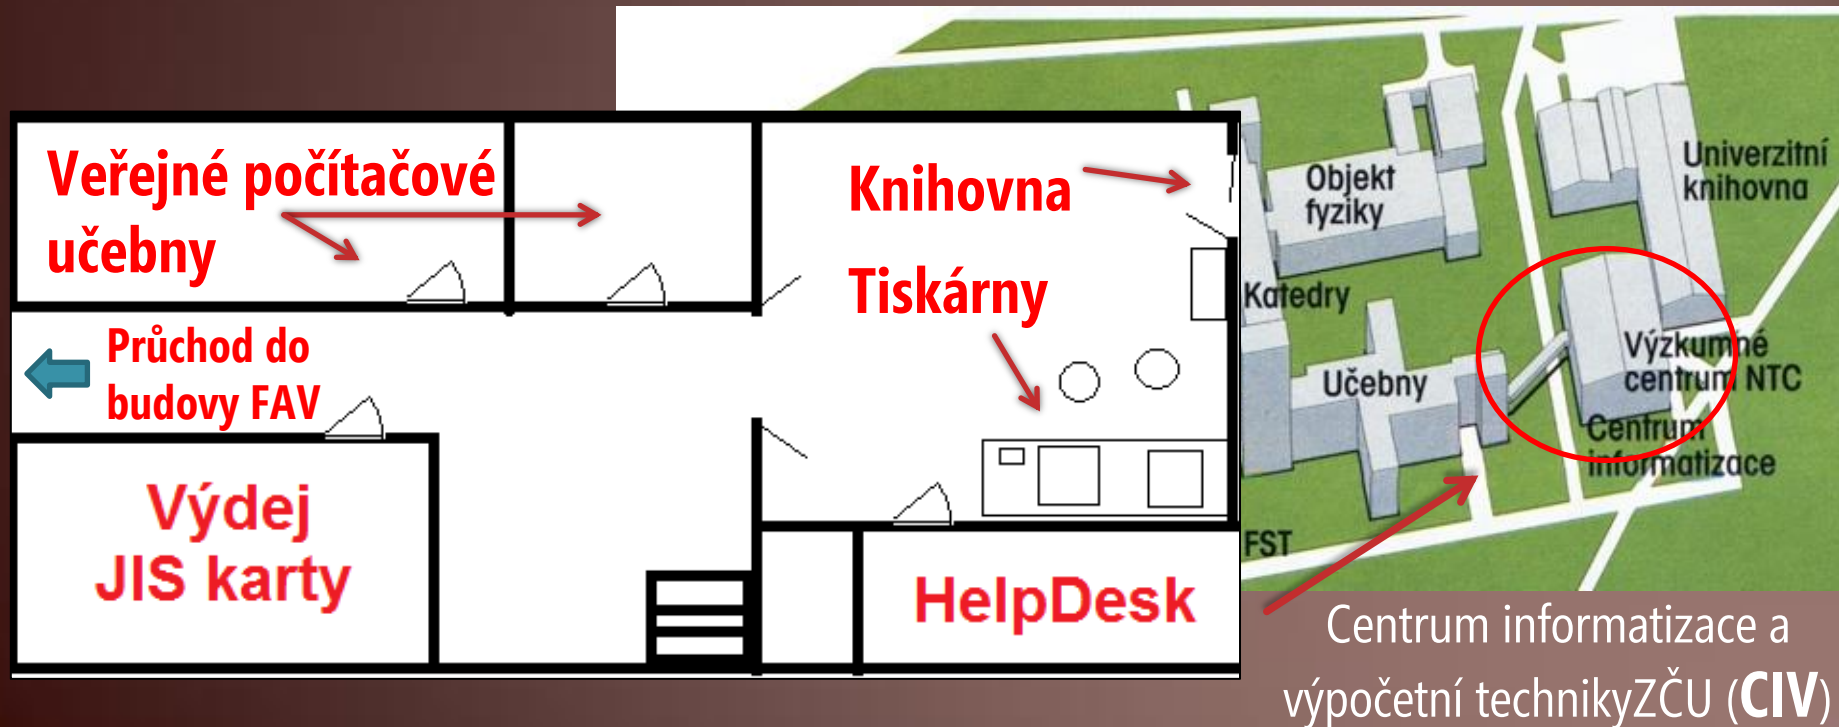 Veřejné počítačové
učebny
Knihovna
Tiskárny
Průchod do
budovy FAV
Výdej
JIS karty
HelpDesk
Objekt
fyziky
Univerzitní
knihovna
Katedry
Učebny
Výzkumné
centrum NTC
Centrum
informatizace
FST
Centrum informatizace a
výpočetní technikyZČU (CIV)